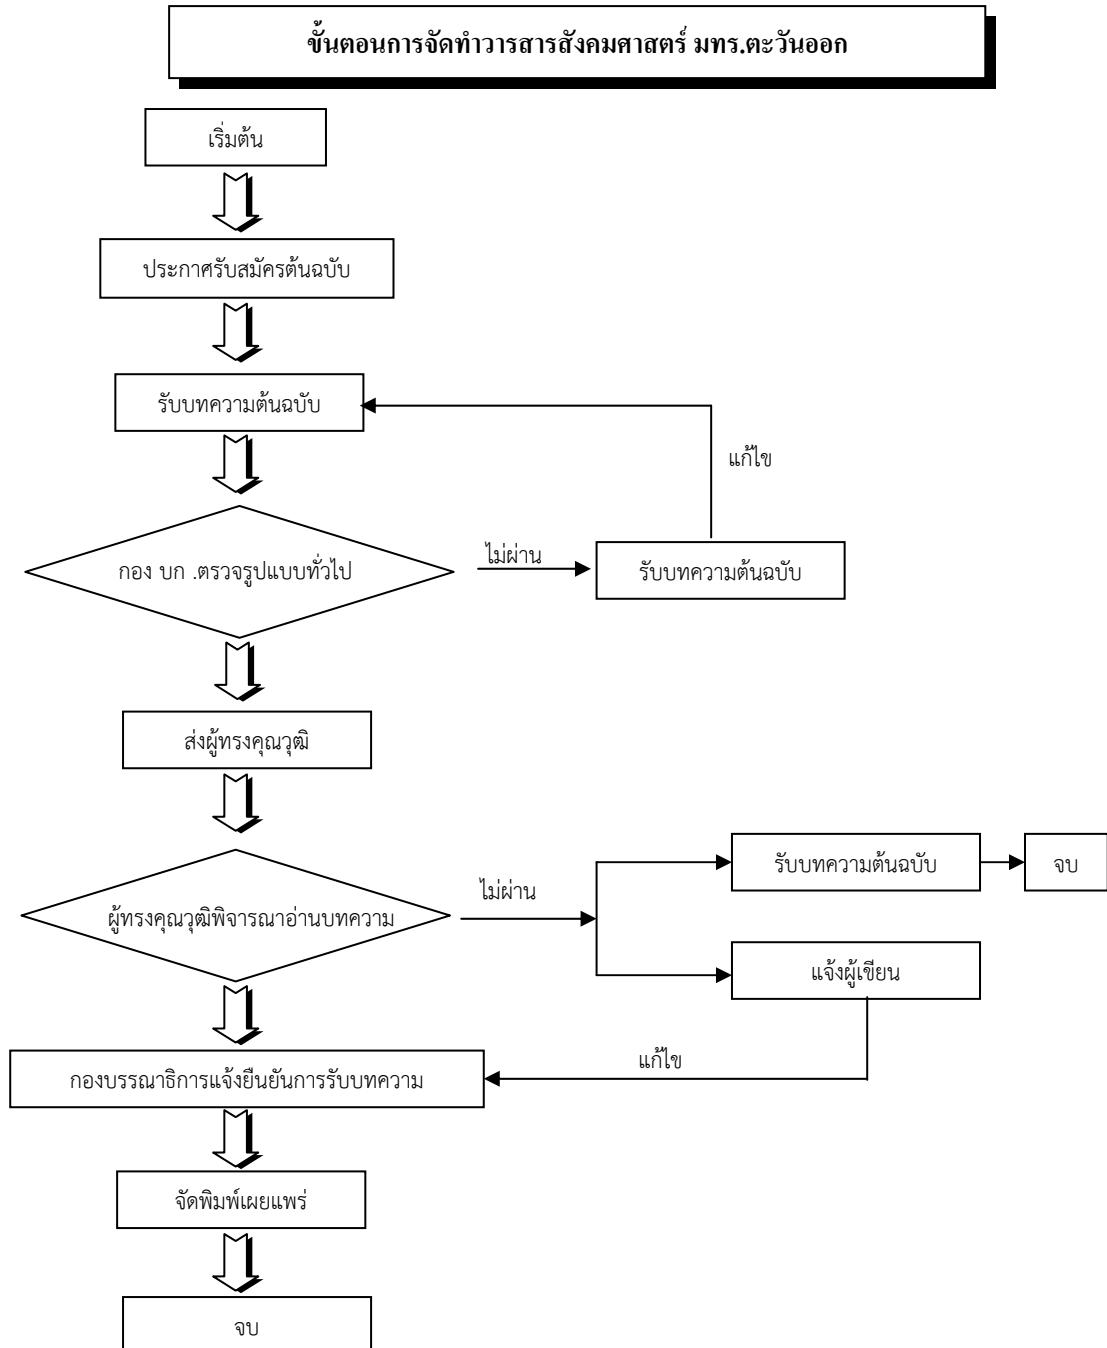 ขั้นตอนการจัดทำวารสารสังคมศาสตร์ มทร.ตะวันออก
เริ่มต้น
ประกาศรับสมัครต้นฉบับ
รับบทความต้นฉบับ
แก้ไข
กอง บก .ตรวจรูปแบบทั่วไป
ไม่ผ่าน
รับบทความต้นฉบับ
ส่งผู้ทรงคุณวุฒิ
ผู้ทรงคุณวุฒิพิจารณาอ่านบทความ
ไม่ผ่าน
รับบทความต้นฉบับ
จบ
แจ้งผู้เขียน
แก้ไข
กองบรรณาธิการแจ้งยืนยันการรับบทความ
จัดพิมพ์เผยแพร่
จบ